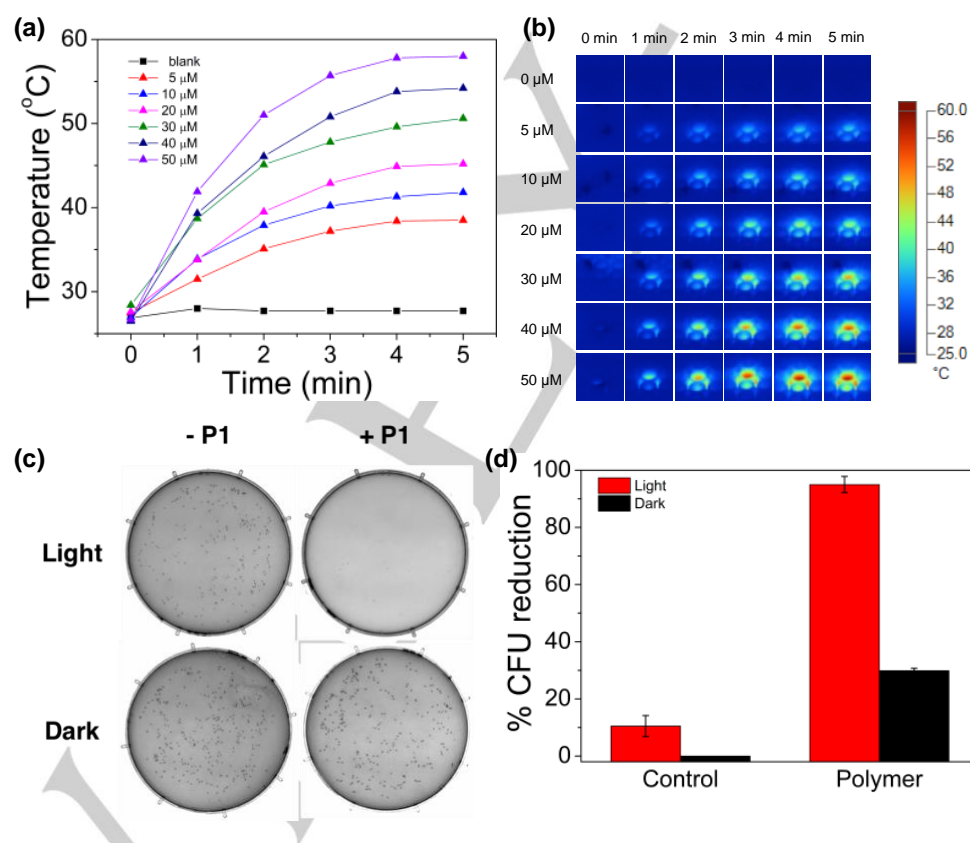 (a)
60
50
40
30
Temperature (°C)
blank
5 μM
10 μM
20 μM
30 μM
40 μM
50 μM
0 1 2 3 4 5
Time (min)
(b)
0 min 1 min 2 min 3 min 4 min 5 min
0 μM
5 μM
10 μM
20 μM
30 μM
40 μM
50 μM
60.0
56
52
48
44
40
36
32
28
25.0
°C
(c)
- P1 + P1
Light
Dark
(d)
100
80
60
40
20
0
% CFU reduction
Light
Dark
Control Polymer